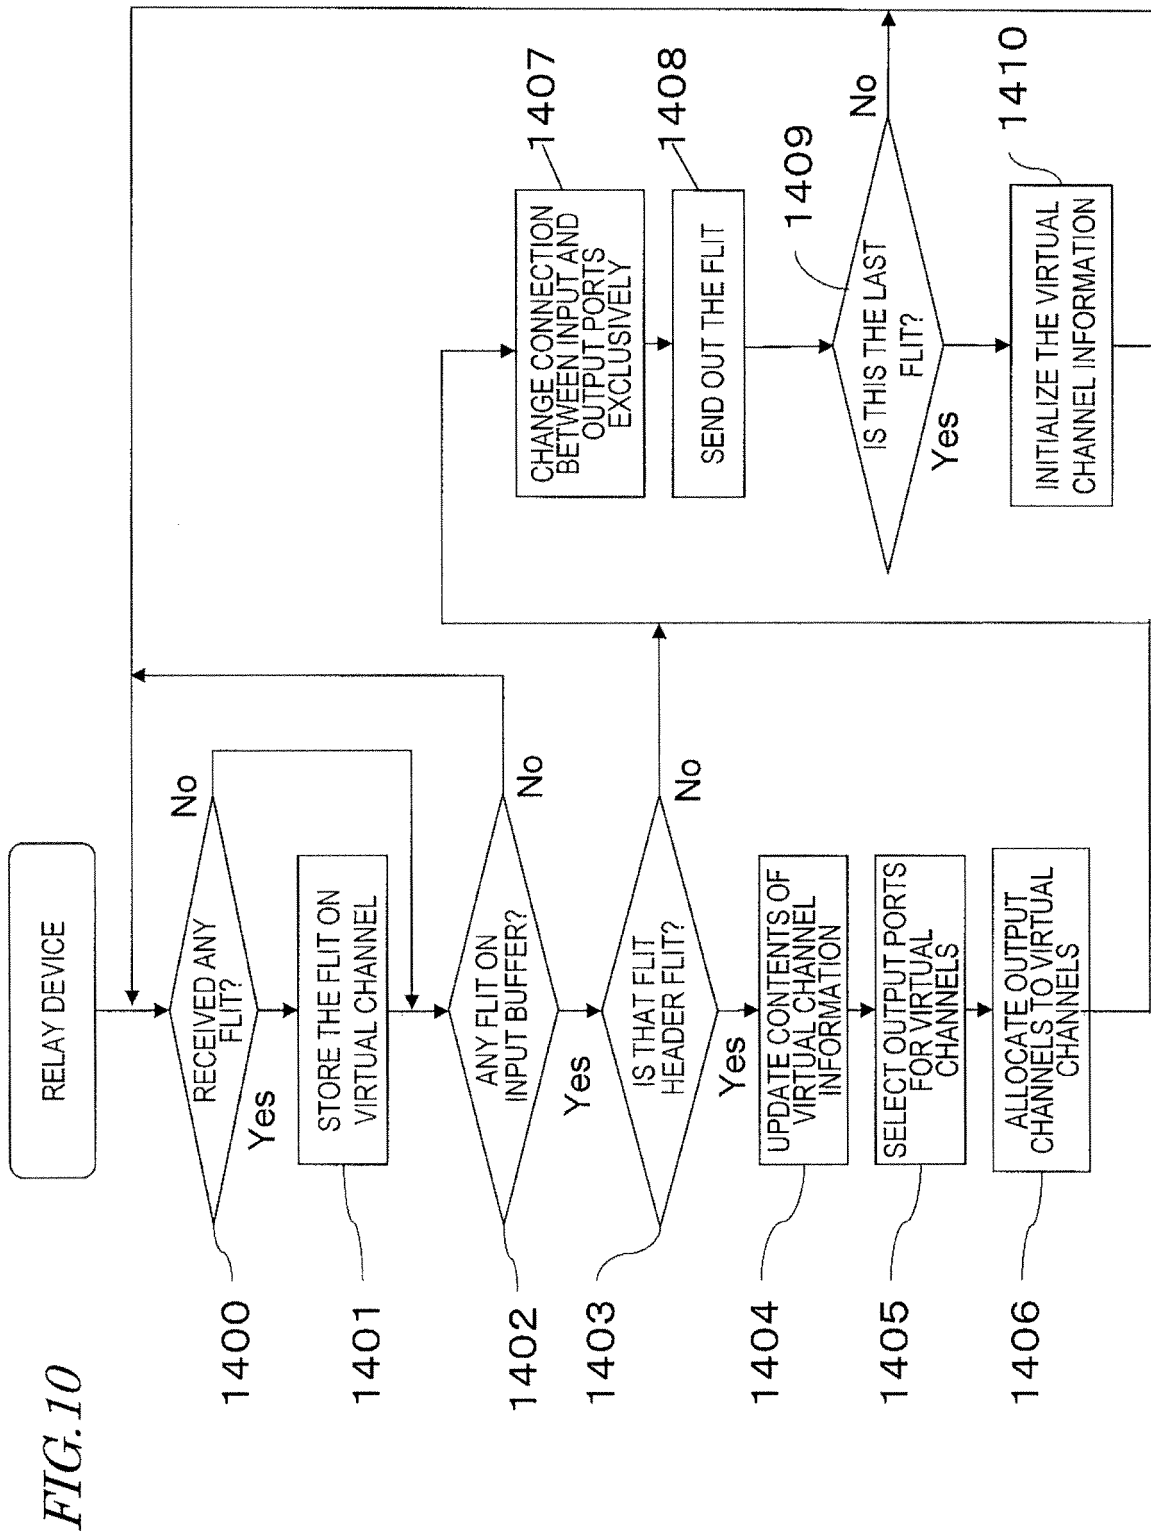 FIG.10
RELAY DEVICE
1400
RECEIVED ANY
FLIT?
No
Yes
1401
STORE THE FLIT ON
VIRTUAL CHANNEL
1402
ANY FLIT ON
INPUT BUFFER?
No
Yes
1403
IS THAT FLIT
HEADER FLIT?
No
Yes
1404
UPDATE CONTENTS OF
VIRTUAL CHANNEL
INFORMATION
1405
SELECT OUTPUT PORTS
FOR VIRTUAL
CHANNELS
1406
ALLOCATE OUTPUT
CHANNELS TO VIRTUAL
CHANNELS
1407
CHANGE CONNECTION
BETWEEN INPUT AND
OUTPUT PORTS
EXCLUSIVELY
1408
SEND OUT THE FLIT
1409
IS THIS THE LAST
FLIT?
No
Yes
1410
INITIALIZE THE VIRTUAL
CHANNEL INFORMATION